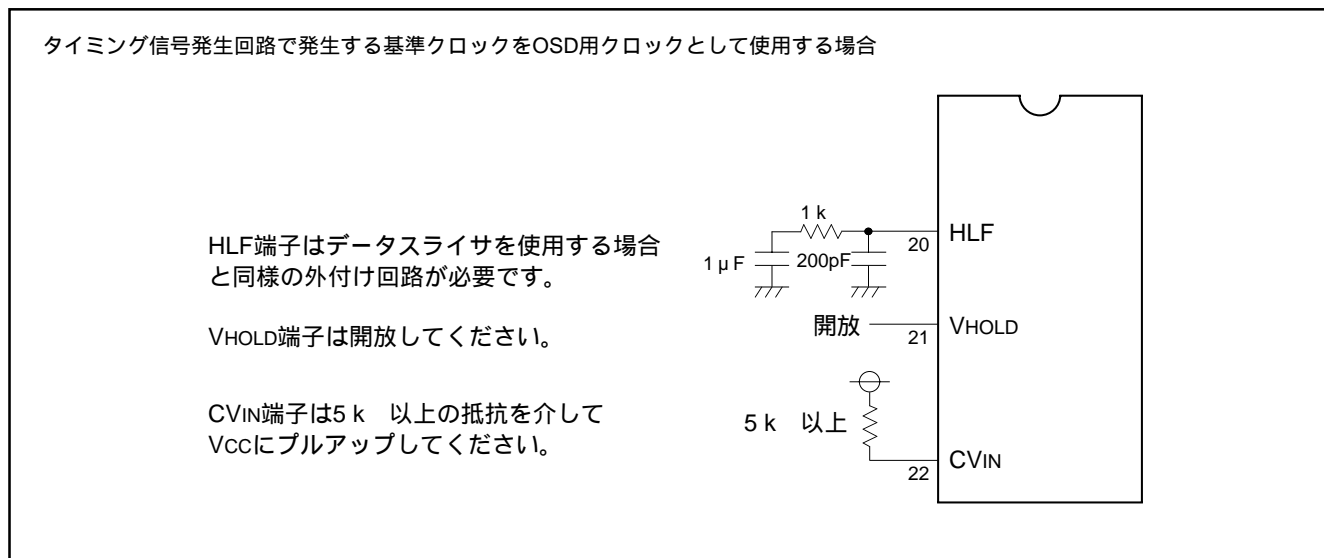 タイミング信号発生回路で発生する基準クロックをOSD用クロックとして使用する場合
HLF端子はデータスライサを使用する場合
と同様の外付け回路が必要です。
VHOLD端子は開放してください。
CVIN端子は5 k　以上の抵抗を介して
VCCにプルアップしてください。
1 k
1 μ F
200pF
20
HLF
開放
21
VHOLD
5 k　以上
22
CVIN